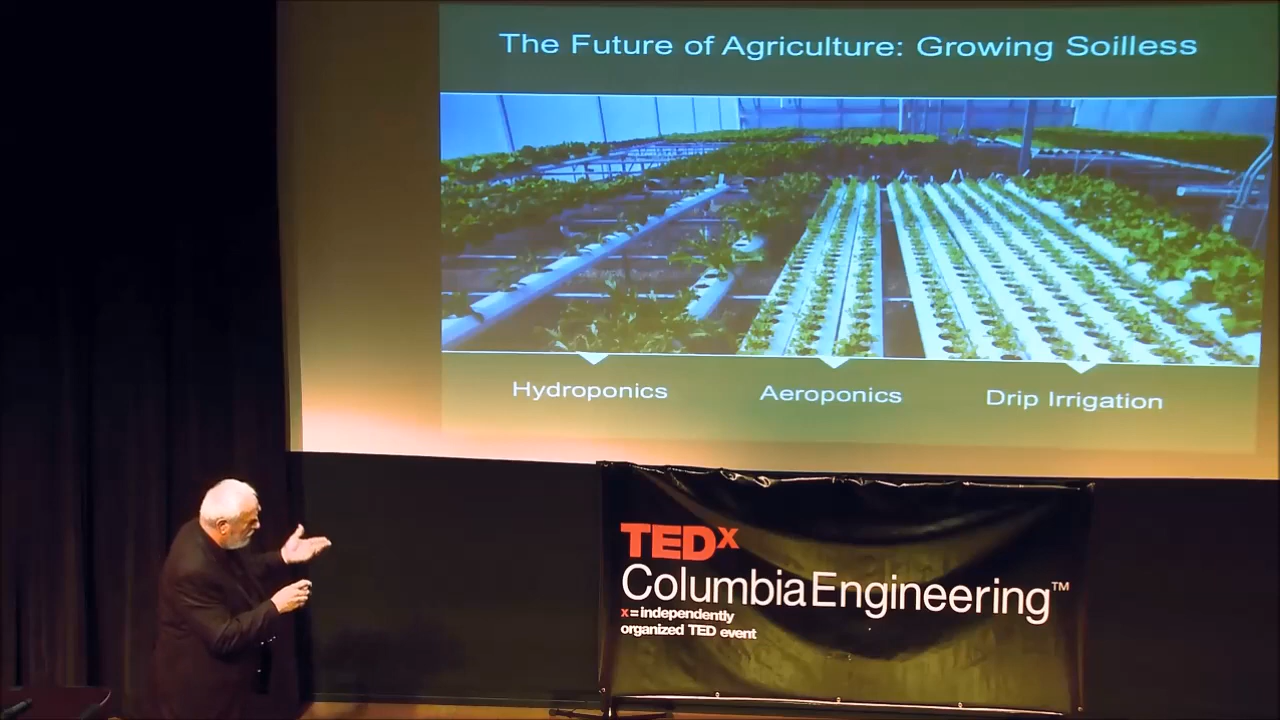 The Future of Agriculture: Growing Soilless
Hydroponics
Aeroponics
Drip Irrigation
TEDx
ColumbiaEngineering™
x = independently
organized TED event